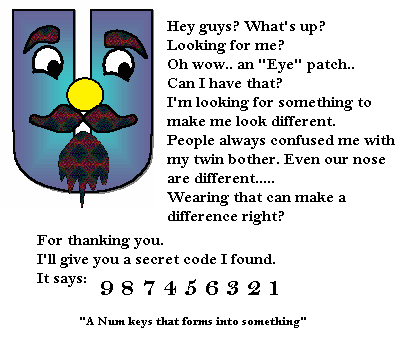 Hey guys? What's up?
Looking for me?
Oh wow.. an "Eye" patch..
Can I have that?
I'm looking for something to
make me look different.
People always confused me with
my twin bother. Even our nose
are different.....
Wearing that can make a
difference right?
For thanking you.
I'll give you a secret code I found.
It says: 9 8 7 4 5 6 3 2 1
"A Num keys that forms into something"